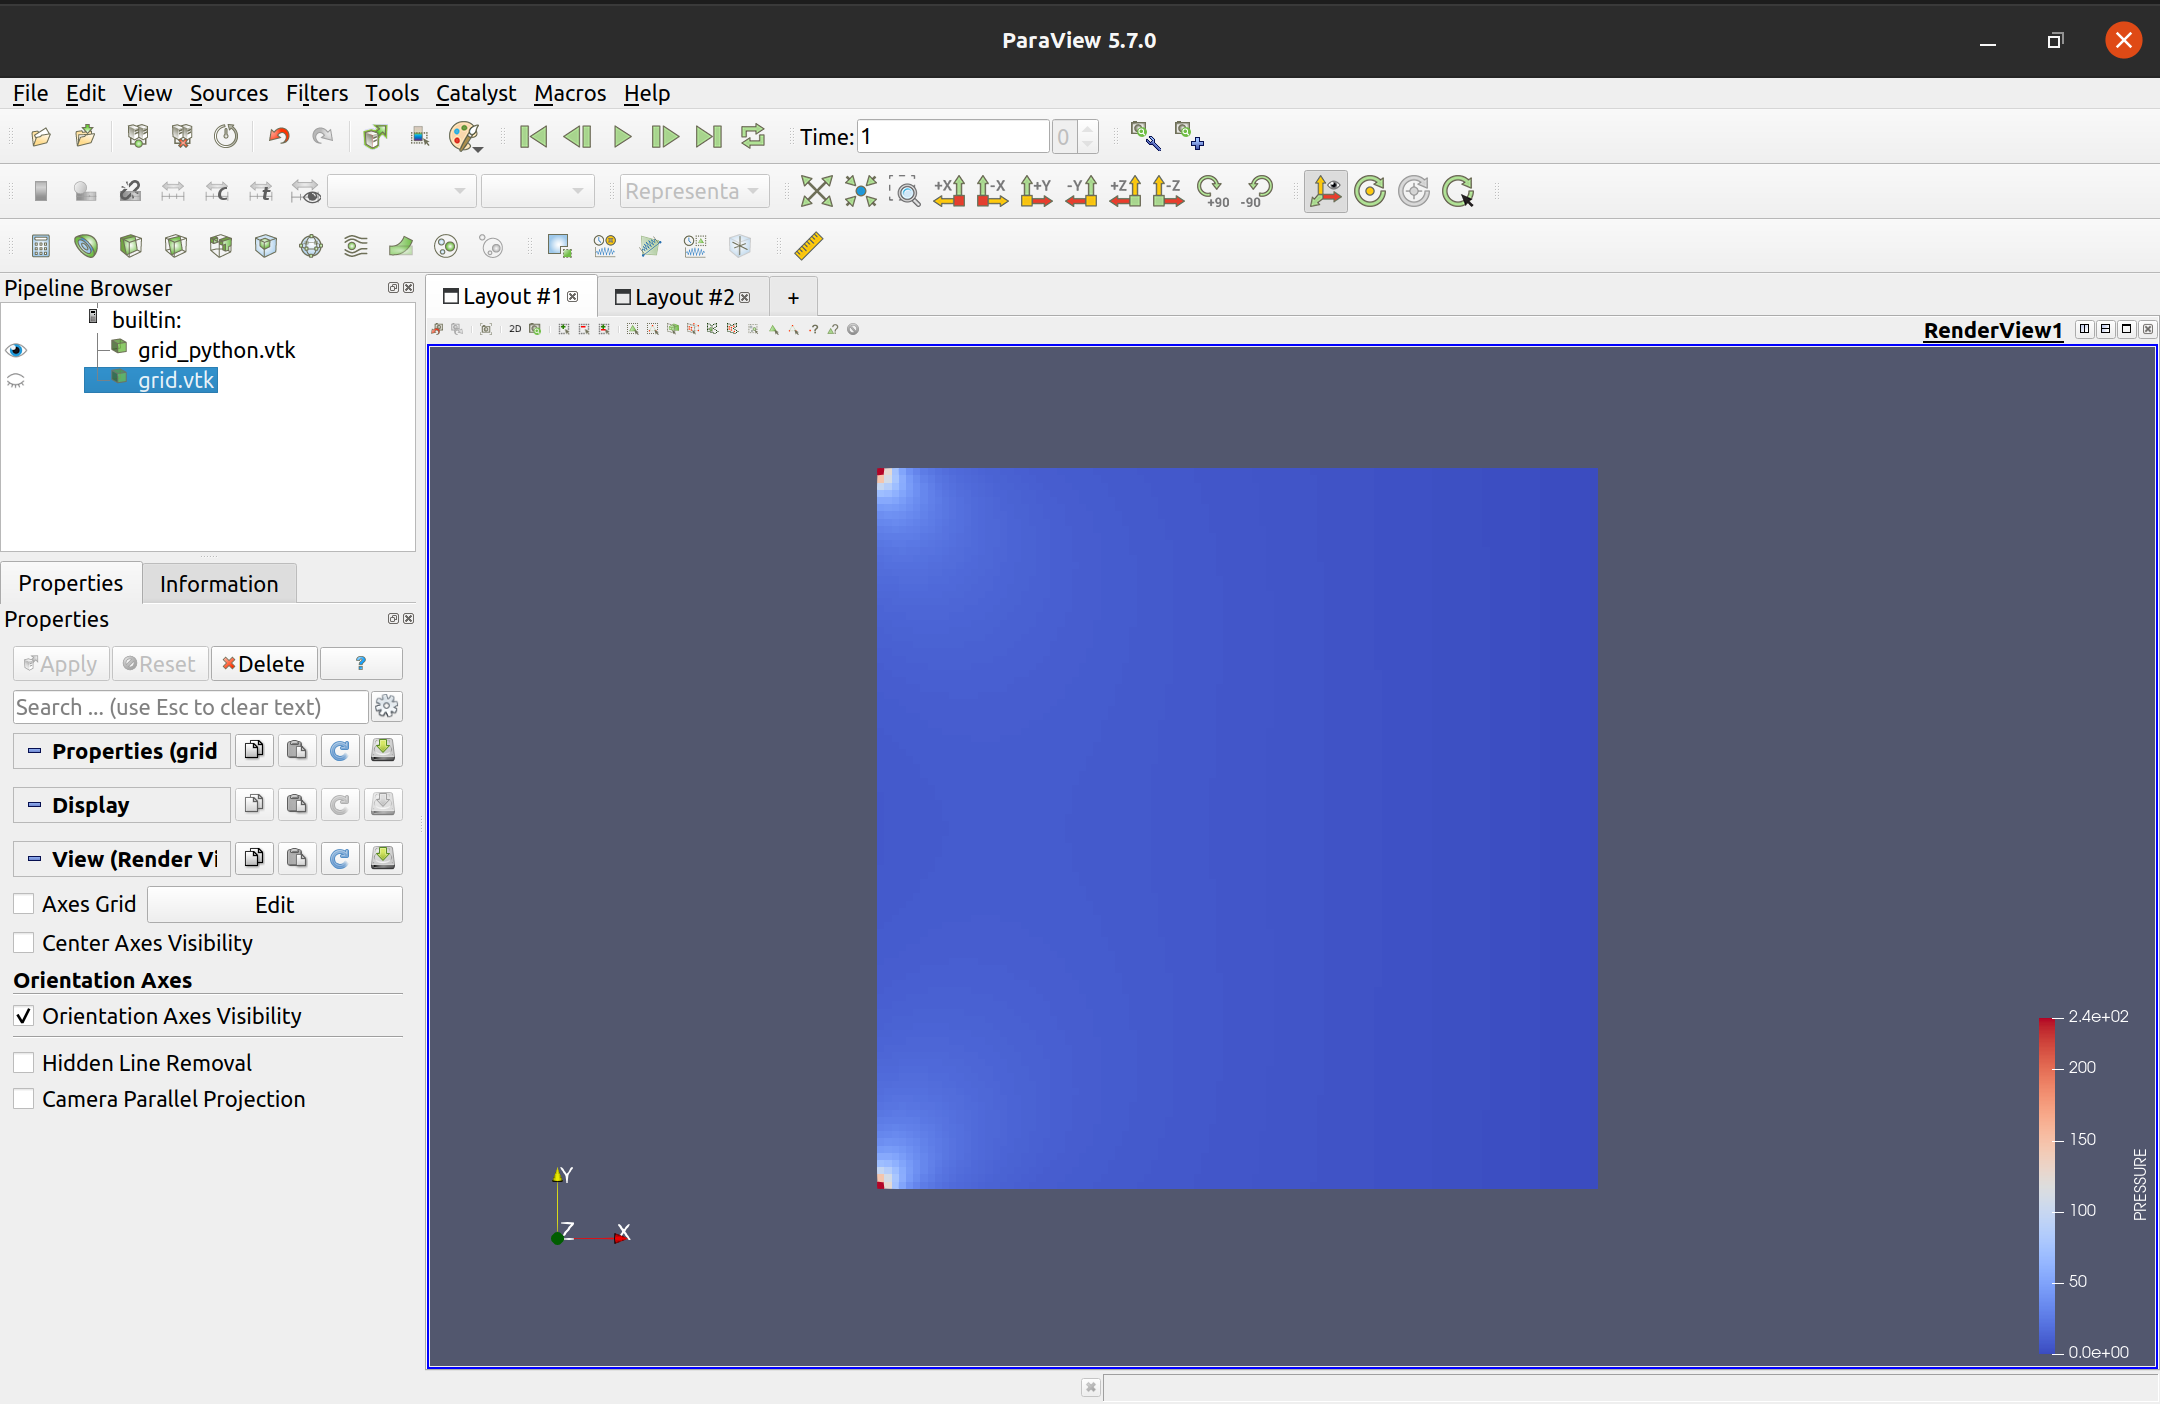 ParaView 5.7.0
File Edit View Sources Filters Tools Catalyst Macros Help
Time: 1 0
Representa
+X -X +Y -Y +Z -Z +90 -90
Pipeline Browser
builtin:
grid_python.vtk
grid.vtk
Properties Information
Properties
Apply Reset Delete ?
Search ... (use Esc to clear text)
Properties (grid
Display
View (Render Vi
Axes Grid Edit
Center Axes Visibility
Orientation Axes
Orientation Axes Visibility
Hidden Line Removal
Camera Parallel Projection
Layout #1 Layout #2 +
2D
RenderView1
Y
Z X
2.4e+02
200
150
100
50
0.0e+00
PRESSURE